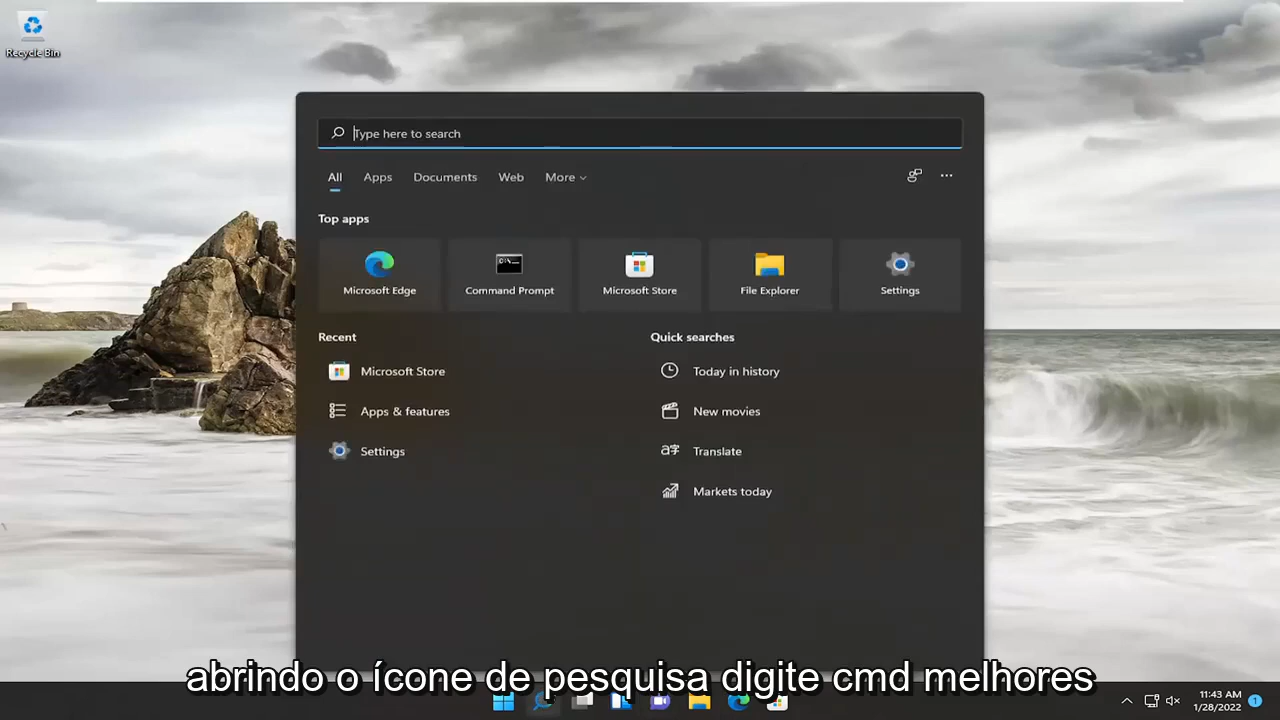 Recycle Bin
Type here to search
All Apps Documents Web More
Top apps
Microsoft Edge Command Prompt Microsoft Store File Explorer Settings
Recent Quick searches
Microsoft Store Today in history
Apps & features New movies
Settings Translate
Markets today
abrindo o ícone de pesquisa digite cmd melhores
11:43 AM
1/28/2022 1